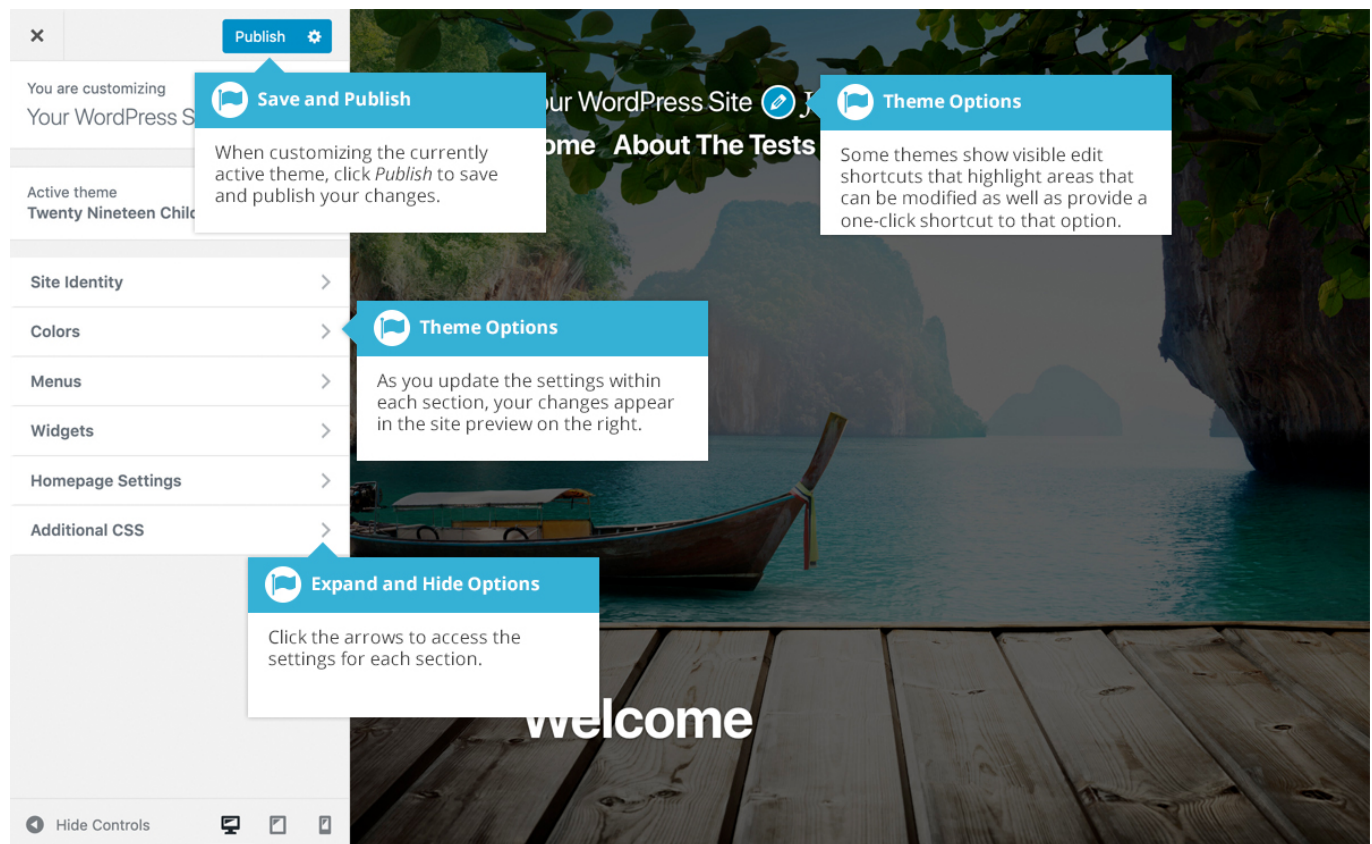 Publish
You are customizing
Your WordPress S
Save and Publish
When customizing the currently
active theme, click Publish to save
and publish your changes.
our WordPress Site
ome About The Tests
Theme Options
Some themes show visible edit
shortcuts that highlight areas that
can be modified as well as provide a
one-click shortcut to that option.
Active theme
Twenty Nineteen Chil
Site Identity
Colors
Menus
Widgets
Homepage Settings
Additional CSS
Theme Options
As you update the settings within
each section, your changes appear
in the site preview on the right.
Expand and Hide Options
Click the arrows to access the
settings for each section.
Welcome
Hide Controls